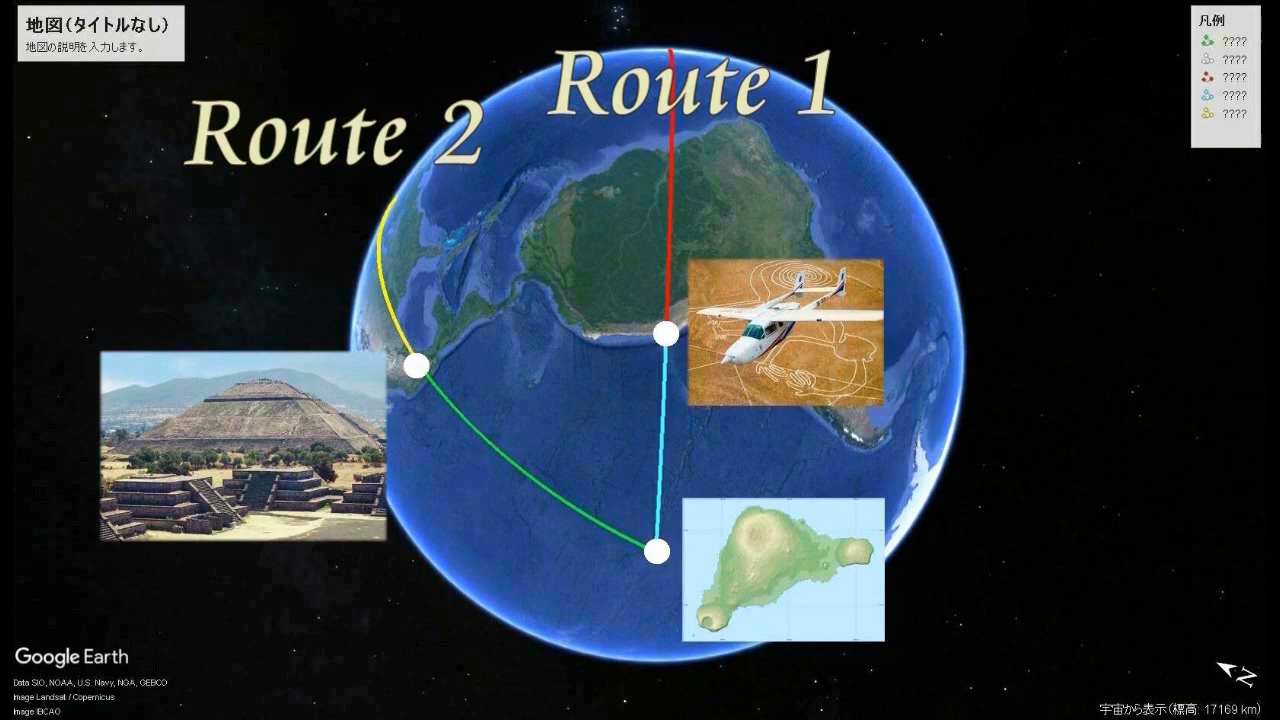 地図(タイトルなし)
地図の説明を入力します。
凡例
????
????
????
????
????
Route 1
Route 2
Google Earth
Data SIO, NOAA, U.S. Navy, NGA, GEBCO
Image Landsat / Copernicus
Image IBCAO
N
宇宙から表示(標高: 17169 km)